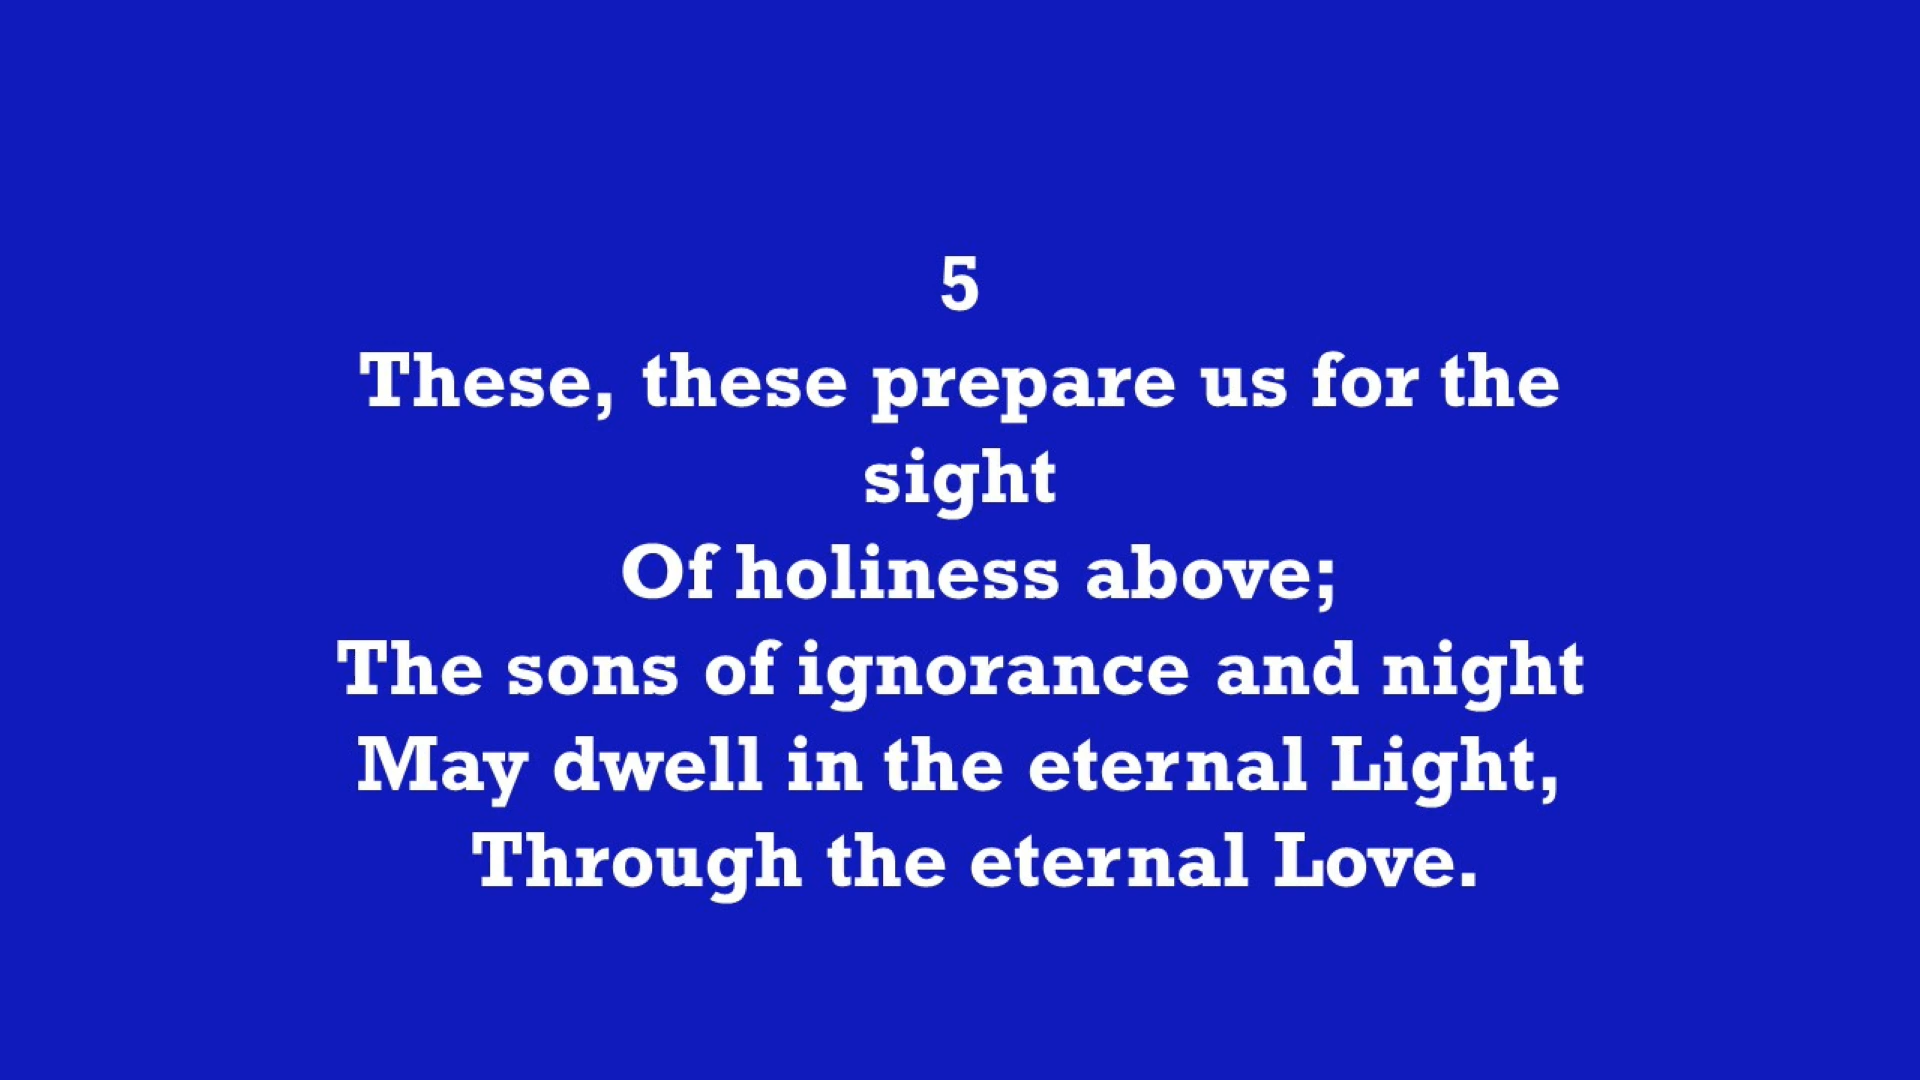 5
These, these prepare us for the
sight
Of holiness above;
The sons of ignorance and night
May dwell in the eternal Light,
Through the eternal Love.